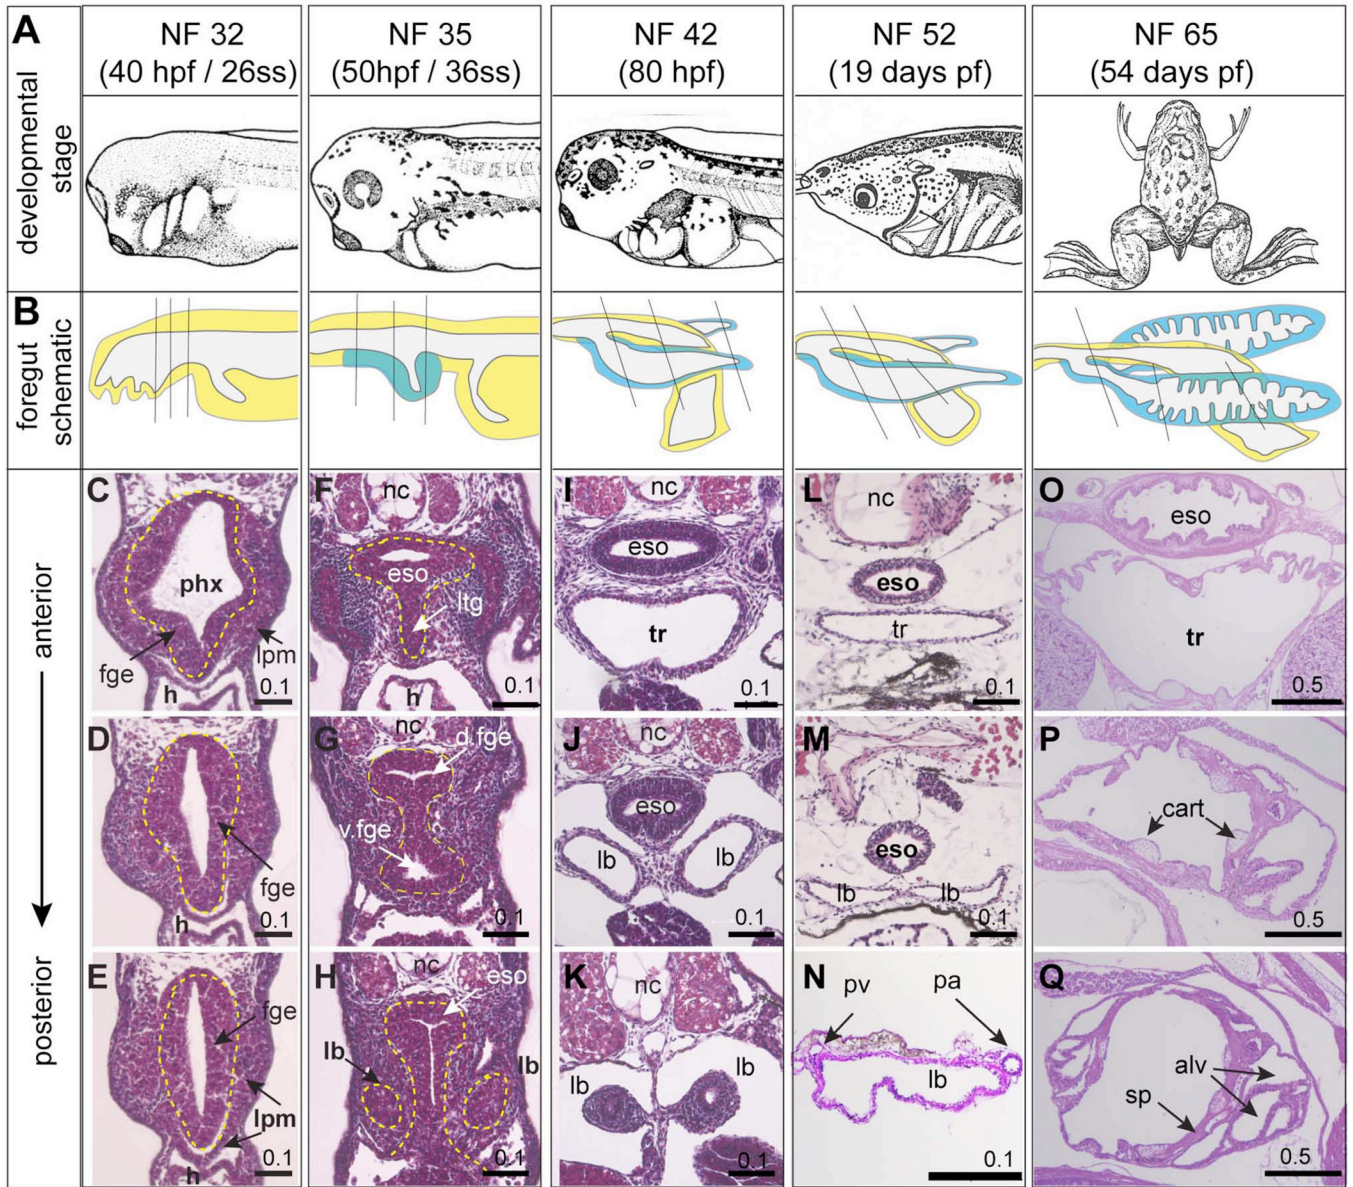 A
developmental
stage
NF 32
(40 hpf / 26ss)
NF 35
(50hpf / 36ss)
NF 42
(80 hpf)
NF 52
(19 days pf)
NF 65
(54 days pf)
B
foregut
schematic
anterior
posterior
C
phx
fge
lpm
h
0.1
F
nc
eso
ltg
h
0.1
I
nc
eso
tr
0.1
L
nc
eso
tr
0.1
O
eso
tr
0.5
D
fge
h
0.1
G
nc
d.fge
v.fge
0.1
J
nc
eso
lb
lb
0.1
M
eso
lb
lb
0.1
P
cart
0.5
E
fge
lpm
h
0.1
H
nc
eso
lb
lb
0.1
K
nc
lb
lb
0.1
N
pv
pa
lb
0.1
Q
alv
sp
0.5